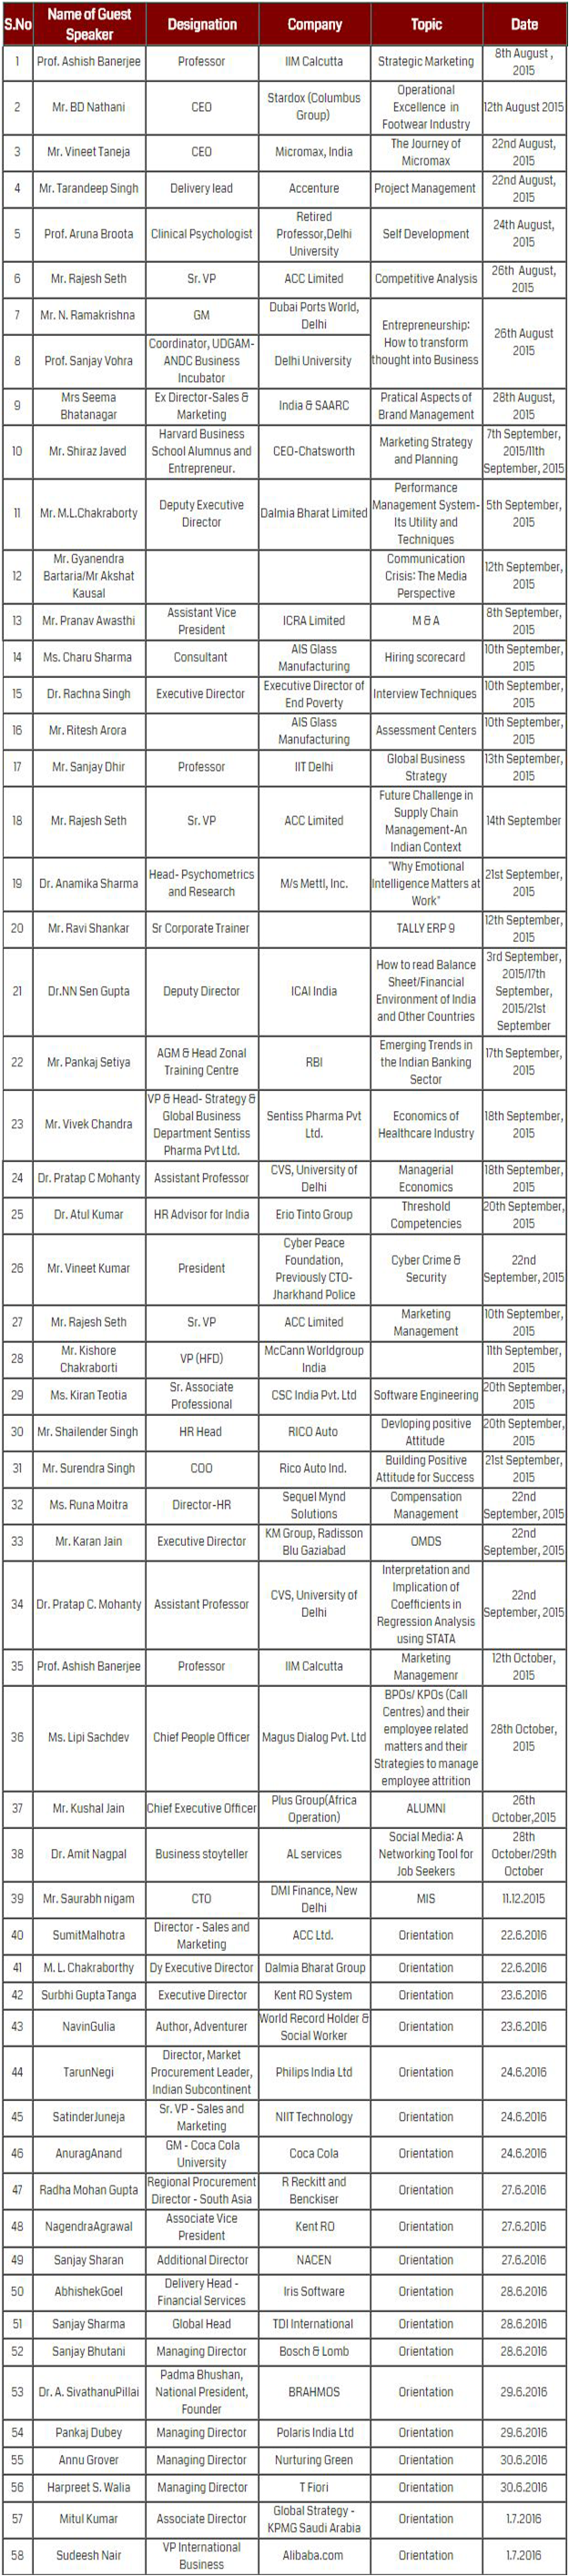 S.No | Name of Guest Speaker | Designation | Company | Topic | Date
1 | Prof. Ashish Banerjee | Professor | IIM Calcutta | Strategic Marketing | 8th August , 2015
2 | Mr. BD Nathani | CEO | Stardox (Columbus Group) | Operational Excellence in Footwear Industry | 12th August 2015
3 | Mr. Vineet Taneja | CEO | Micromax, India | The Journey of Micromax | 22nd August, 2015
4 | Mr. Tarandeep Singh | Delivery lead | Accenture | Project Management | 22nd August, 2015
5 | Prof. Aruna Broota | Clinical Psychologist | Retired Professor,Delhi University | Self Development | 24th August, 2015
6 | Mr. Rajesh Seth | Sr. VP | ACC Limited | Competitive Analysis | 26th August, 2015
7 | Mr. N. Ramakrishna | GM | Dubai Ports World, Delhi | Entrepreneurship: How to transform thought into Business | 26th August 2015
8 | Prof. Sanjay Vohra | Coordinator, UDGAM-ANDC Business Incubator | Delhi University
9 | Mrs Seema Bhatanagar | Ex Director-Sales & Marketing | India & SAARC | Pratical Aspects of Brand Management | 28th August, 2015
10 | Mr. Shiraz Javed | Harvard Business School Alumnus and Entrepreneur. | CEO-Chatsworth | Marketing Strategy and Planning | 7th September, 2015/11th September, 2015
11 | Mr. M.L.Chakraborty | Deputy Executive Director | Dalmia Bharat Limited | Performance Management System- Its Utility and Techniques | 5th September, 2015
12 | Mr. Gyanendra Bartaria/Mr Akshat Kausal | | | Communication Crisis: The Media Perspective | 12th September, 2015
13 | Mr. Pranav Awasthi | Assistant Vice President | ICRA Limited | M & A | 8th September, 2015
14 | Ms. Charu Sharma | Consultant | AIS Glass Manufacturing | Hiring scorecard | 10th September, 2015
15 | Dr. Rachna Singh | Executive Director | Executive Director of End Poverty | Interview Techniques | 10th September, 2015
16 | Mr. Ritesh Arora | | AIS Glass Manufacturing | Assessment Centers | 10th September, 2015
17 | Mr. Sanjay Dhir | Professor | IIT Delhi | Global Business Strategy | 13th September, 2015
18 | Mr. Rajesh Seth | Sr. VP | ACC Limited | Future Challenge in Supply Chain Management-An Indian Context | 14th September
19 | Dr. Anamika Sharma | Head- Psychometrics and Research | M/s Mettl, Inc. | "Why Emotional Intelligence Matters at Work" | 21st September, 2015
20 | Mr. Ravi Shankar | Sr Corporate Trainer | | TALLY ERP 9 | 12th September, 2015
21 | Dr.NN Sen Gupta | Deputy Director | ICAI India | How to read Balance Sheet/Financial Environment of India and Other Countries | 3rd September, 2015/17th September, 2015/21st September
22 | Mr. Pankaj Setiya | AGM & Head Zonal Training Centre | RBI | Emerging Trends in the Indian Banking Sector | 17th September, 2015
23 | Mr. Vivek Chandra | VP & Head- Strategy & Global Business Department Sentiss Pharma Pvt Ltd. | Sentiss Pharma Pvt Ltd. | Economics of Healthcare Industry | 18th September, 2015
24 | Dr. Pratap C Mohanty | Assistant Professor | CVS, University of Delhi | Managerial Economics | 18th September, 2015
25 | Dr. Atul Kumar | HR Advisor for India | Erio Tinto Group | Threshold Competencies | 20th September, 2015
26 | Mr. Vineet Kumar | President | Cyber Peace Foundation, Previously CTO- Jharkhand Police | Cyber Crime & Security | 22nd September, 2015
27 | Mr. Rajesh Seth | Sr. VP | ACC Limited | Marketing Management | 10th September, 2015
28 | Mr. Kishore Chakraborti | VP (HFD) | McCann Worldgroup India | | 11th September, 2015
29 | Ms. Kiran Teotia | Sr. Associate Professional | CSC India Pvt. Ltd | Software Engineering | 20th September, 2015
30 | Mr. Shailender Singh | HR Head | RICO Auto | Devloping positive Attitude | 20th September, 2015
31 | Mr. Surendra Singh | COO | Rico Auto Ind. | Building Positive Attitude for Success | 21st September, 2015
32 | Ms. Runa Moitra | Director-HR | Sequel Mynd Solutions | Compensation Management | 22nd September, 2015
33 | Mr. Karan Jain | Executive Director | KM Group, Radisson Blu Gaziabad | OMDS | 22nd September, 2015
34 | Dr. Pratap C. Mohanty | Assistant Professor | CVS, University of Delhi | Interpretation and Implication of Coefficients in Regression Analysis using STATA | 22nd September, 2015
35 | Prof. Ashish Banerjee | Professor | IIM Calcutta | Marketing Managemenr | 12th October, 2015
36 | Ms. Lipi Sachdev | Chief People Officer | Magus Dialog Pvt. Ltd | BPOs/ KPOs (Call Centres) and their employee related matters and their Strategies to manage employee attrition | 28th October, 2015
37 | Mr. Kushal Jain | Chief Executive Officer | Plus Group(Africa Operation) | ALUMNI | 26th October,2015
38 | Dr. Amit Nagpal | Business stoyteller | AL services | Social Media: A Networking Tool for Job Seekers | 28th October/29th October
39 | Mr. Saurabh nigam | CTO | DMI Finance, New Delhi | MIS | 11.12.2015
40 | SumitMalhotra | Director - Sales and Marketing | ACC Ltd. | Orientation | 22.6.2016
41 | M. L. Chakraborthy | Dy Executive Director | Dalmia Bharat Group | Orientation | 22.6.2016
42 | Surbhi Gupta Tanga | Executive Director | Kent RO System | Orientation | 23.6.2016
43 | NavinGulia | Author, Adventurer | World Record Holder & Social Worker | Orientation | 23.6.2016
44 | TarunNegi | Director, Market Procurement Leader, Indian Subcontinent | Philips India Ltd | Orientation | 24.6.2016
45 | SatinderJuneja | Sr. VP - Sales and Marketing | NIIT Technology | Orientation | 24.6.2016
46 | AnuragAnand | GM - Coca Cola University | Coca Cola | Orientation | 24.6.2016
47 | Radha Mohan Gupta | Regional Procurement Director - South Asia | R Reckitt and Benckiser | Orientation | 27.6.2016
48 | NagendraAgrawal | Associate Vice President | Kent RO | Orientation | 27.6.2016
49 | Sanjay Sharan | Additional Director | NACEN | Orientation | 27.6.2016
50 | AbhishekGoel | Delivery Head - Financial Services | Iris Software | Orientation | 28.6.2016
51 | Sanjay Sharma | Global Head | TDI International | Orientation | 28.6.2016
52 | Sanjay Bhutani | Managing Director | Bosch & Lomb | Orientation | 28.6.2016
53 | Dr. A. SivathanuPillai | Padma Bhushan, National President, Founder | BRAHMOS | Orientation | 29.6.2016
54 | Pankaj Dubey | Managing Director | Polaris India Ltd | Orientation | 29.6.2016
55 | Annu Grover | Managing Director | Nurturing Green | Orientation | 30.6.2016
56 | Harpreet S. Walia | Managing Director | T Fiori | Orientation | 30.6.2016
57 | Mitul Kumar | Associate Director | Global Strategy - KPMG Saudi Arabia | Orientation | 1.7.2016
58 | Sudeesh Nair | VP International Business | Alibaba.com | Orientation | 1.7.2016